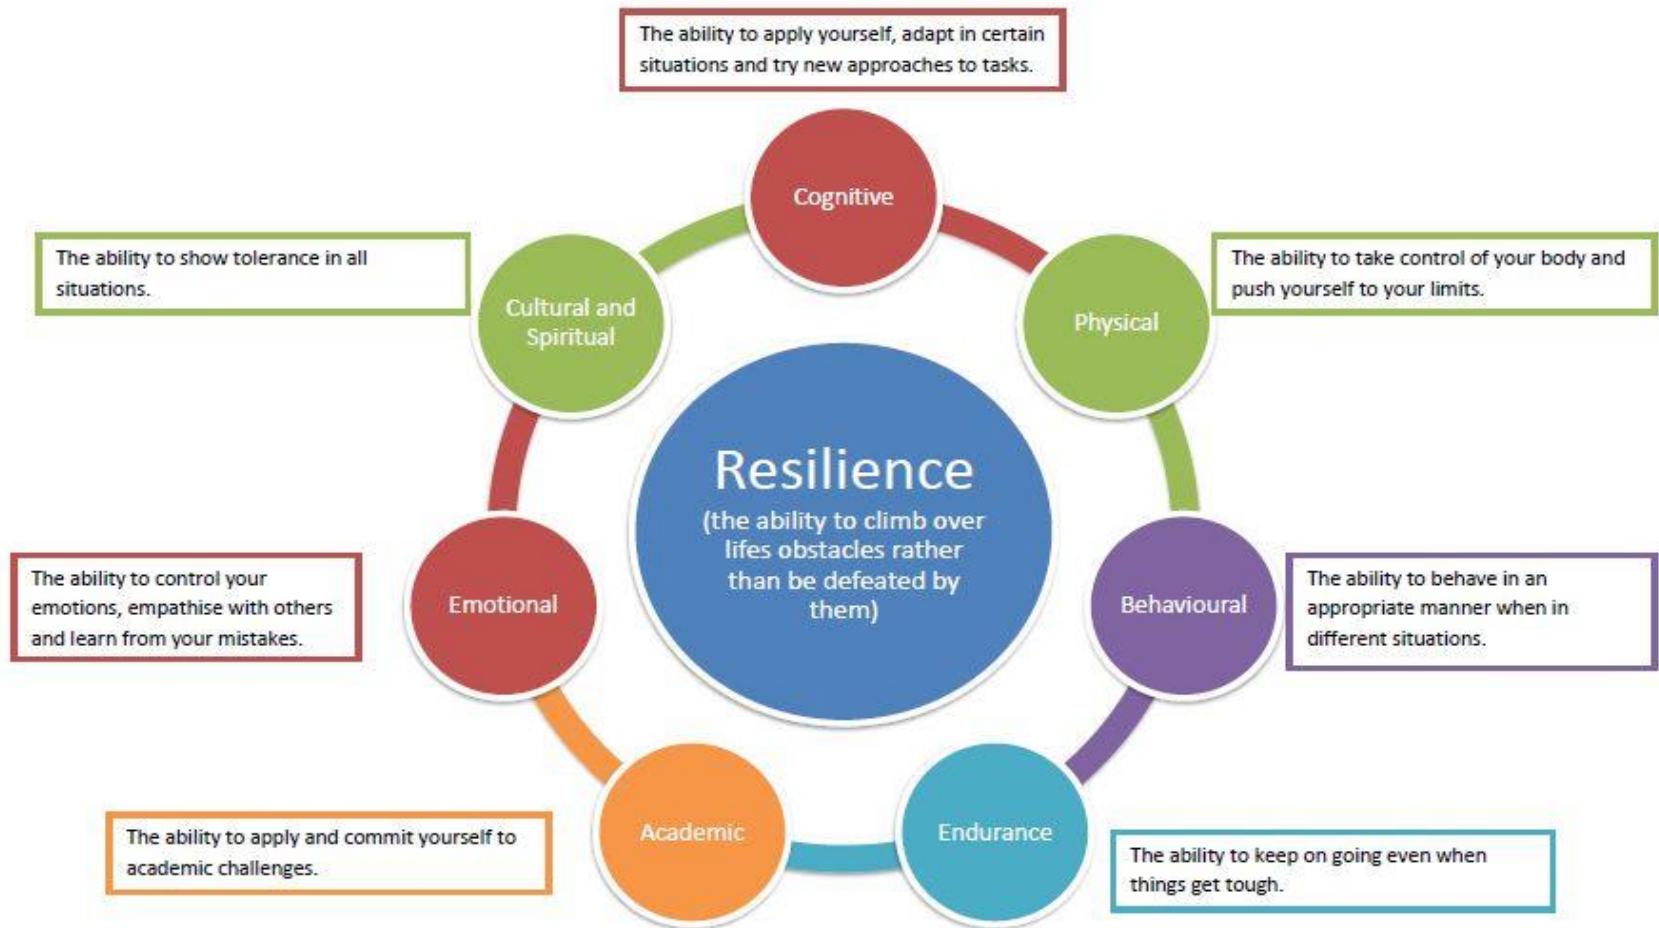 The ability to apply yourself, adapt in certain
situations and try new approaches to tasks.
Cognitive
The ability to show tolerance in all
situations.
Cultural and
Spiritual
Physical
The ability to take control of your body and
push yourself to your limits.
Resilience
(the ability to climb over
lifes obstacles rather
than be defeated by
them)
The ability to control your
emotions, empathise with others
and learn from your mistakes.
Emotional
Behavioural
The ability to behave in an
appropriate manner when in
different situations.
The ability to apply and commit yourself to
academic challenges.
Academic
Endurance
The ability to keep on going even when
things get tough.